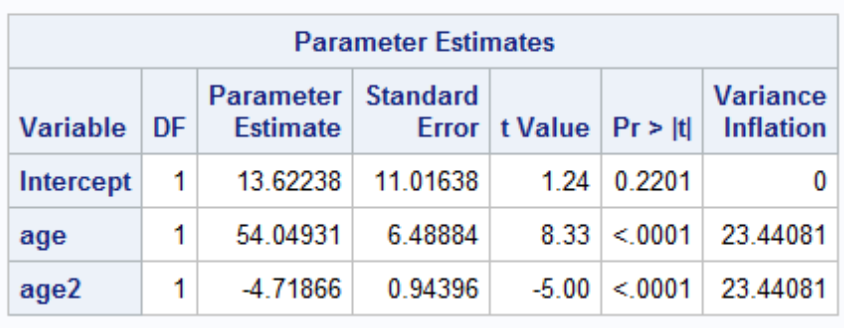 Parameter Estimates
Variable DF Parameter Estimate Standard Error t Value Pr > |t| Variance Inflation
Intercept 1 13.62238 11.01638 1.24 0.2201 0
age 1 54.04931 6.48884 8.33 <.0001 23.44081
age2 1 -4.71866 0.94396 -5.00 <.0001 23.44081